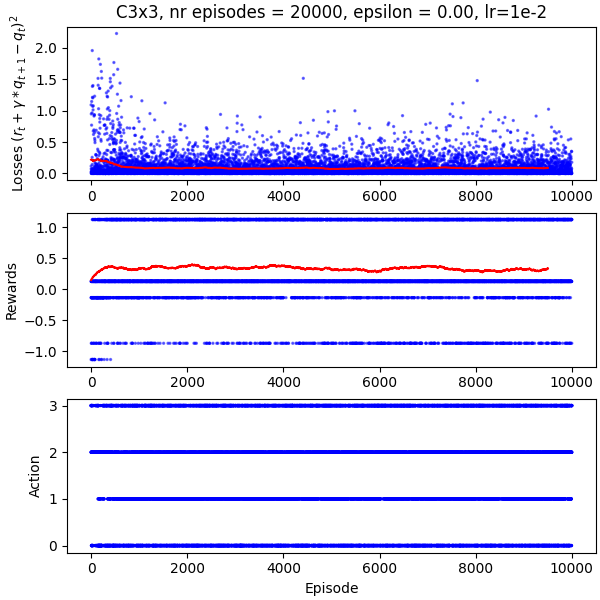 C3x3, nr episodes = 20000, epsilon = 0.00, lr=1e-2
Losses (r_t + γ * q_{t+1} − q_t)^2
2.0
1.5
1.0
0.5
0.0
0 2000 4000 6000 8000 10000
Rewards
1.0
0.5
0.0
−0.5
−1.0
0 2000 4000 6000 8000 10000
Action
3
2
1
0
0 2000 4000 6000 8000 10000
Episode